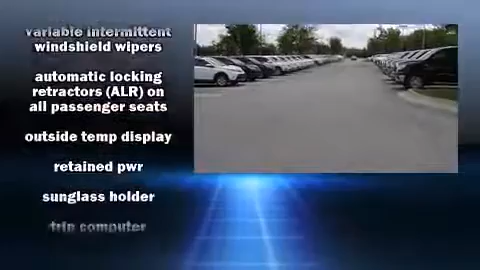 variable intermittent
windshield wipers
automatic locking
retractors (ALR) on
all passenger seats
outside temp display
retained pwr
sunglass holder
trip computer